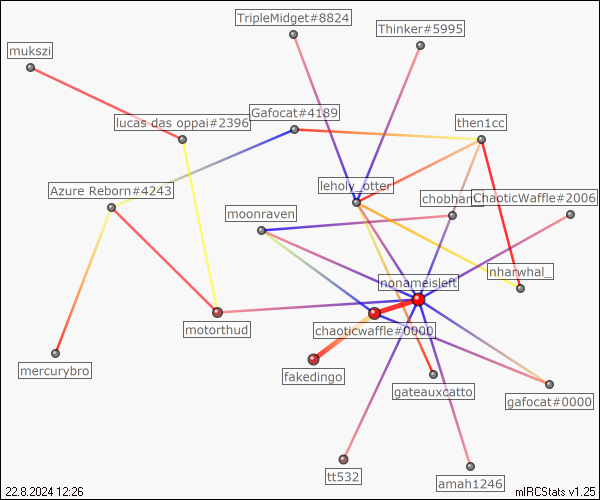 TripleMidget#8824
Thinker#5995
mukszi
Gafocat#4189
lucas das oppai#2396
then1cc
Azure Reborn#4243
leholy_otter
chobham
ChaoticWaffle#2006
moonraven
nharwhal_
nonameisleft
motorthud
chaoticwaffle#0000
mercurybro
fakedingo
gateauxcatto
gafocat#0000
tt532
amah1246
22.8.2024 12:26
mIRCStats v1.25